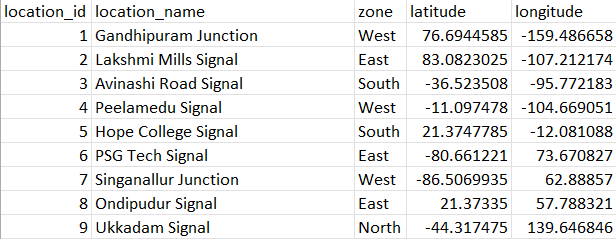 location_id location_name zone latitude longitude
1 Gandhipuram Junction West 76.6944585 -159.486658
2 Lakshmi Mills Signal East 83.0823025 -107.212174
3 Avinashi Road Signal South -36.523508 -95.772183
4 Peelamedu Signal West -11.097478 -104.669051
5 Hope College Signal South 21.3747785 -12.081088
6 PSG Tech Signal East -80.661221 73.670827
7 Singanallur Junction West -86.5069935 62.88857
8 Ondipudur Signal East 21.37335 57.788321
9 Ukkadam Signal North -44.317475 139.646846